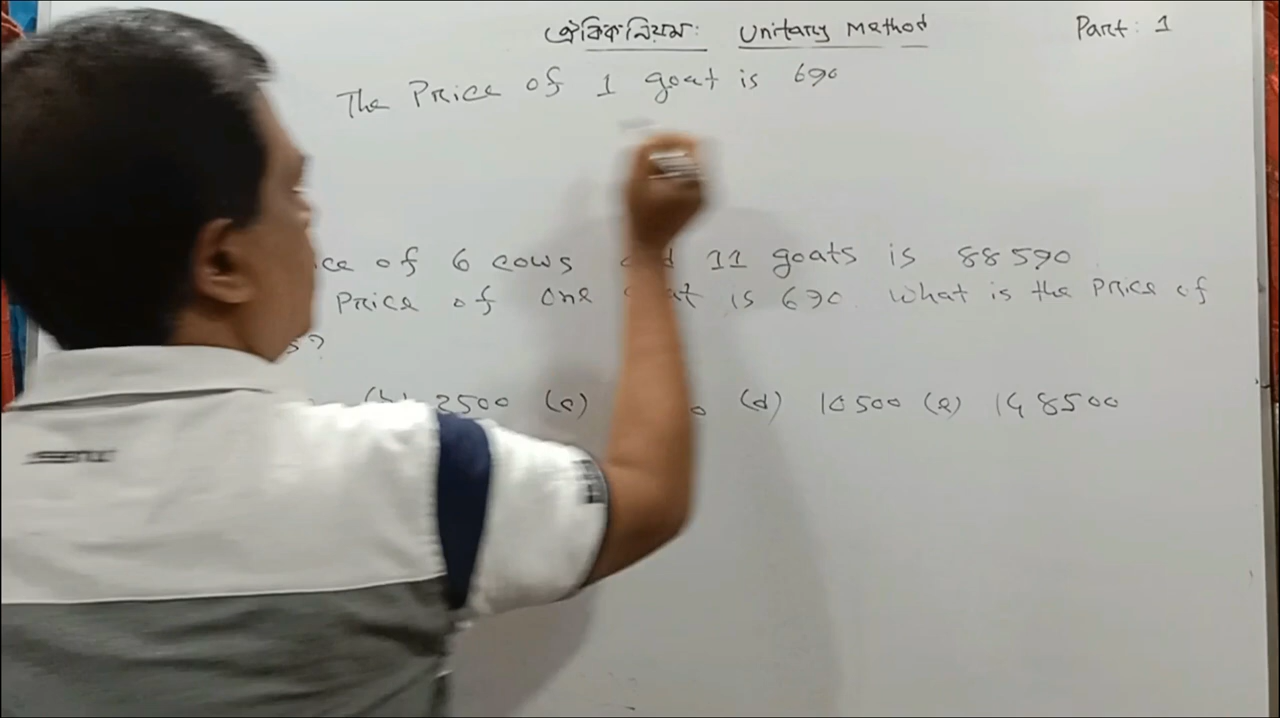 ঐকিক নিয়ম: Unitary Method Part: 1
The Price of 1 goat is 690
of 6 cows 11 goats is 88590
Price of one is 690. What is the price of
2500 (c) (d) 10500 (e) 148500